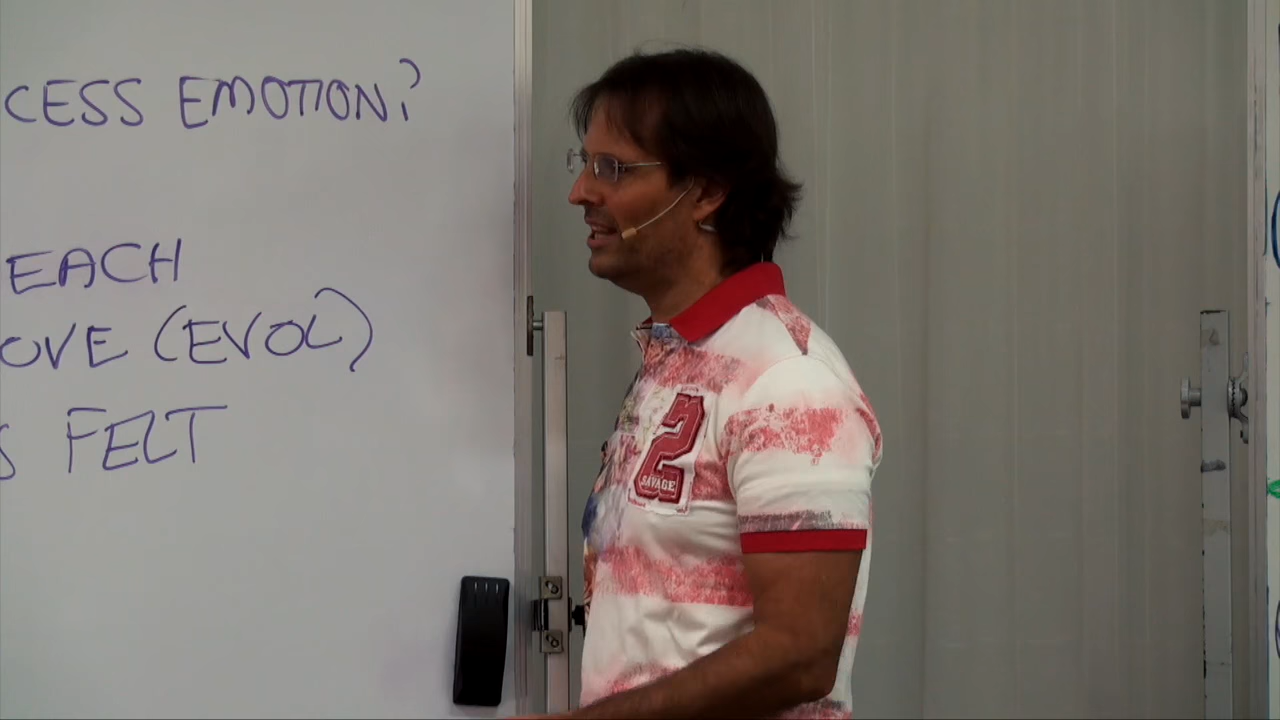 CESS EMOTION?
EACH
OVE (EVOL)
S FELT
2
SAVAGE